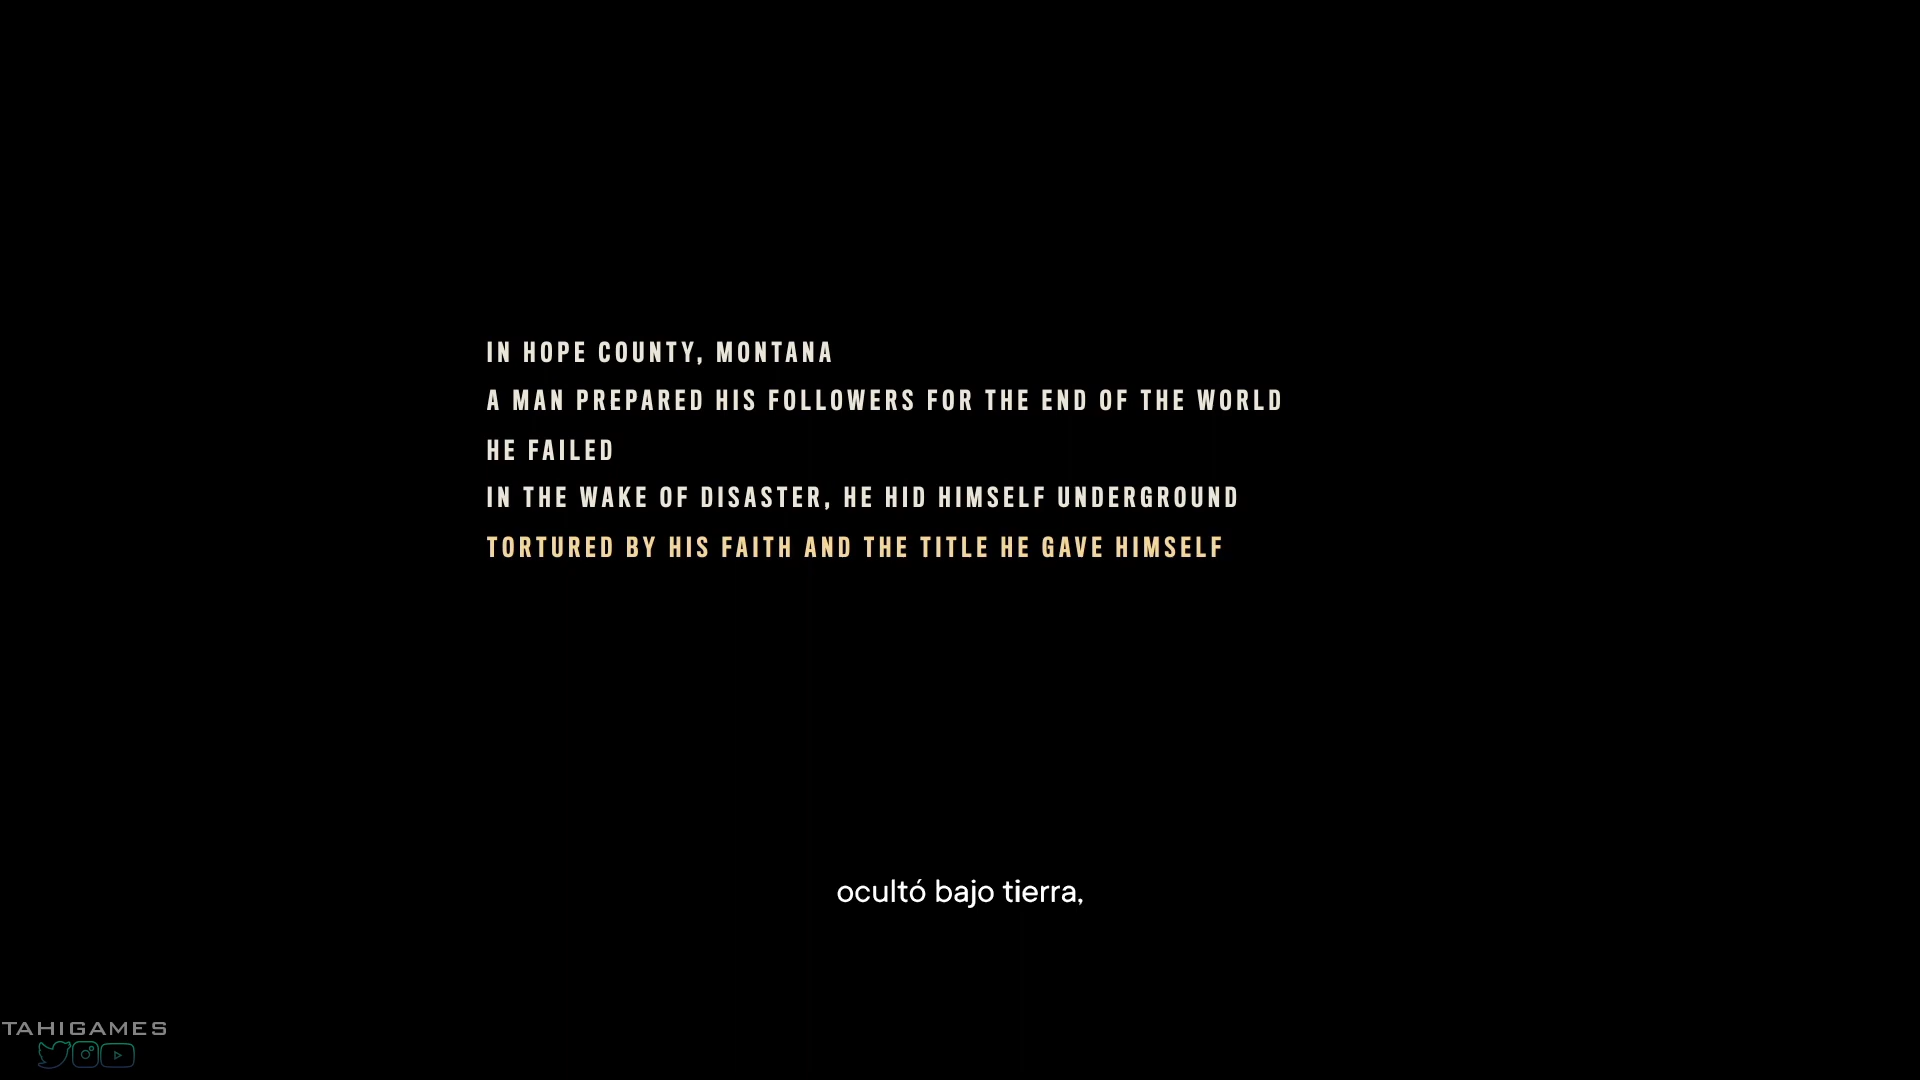 IN HOPE COUNTY, MONTANA
A MAN PREPARED HIS FOLLOWERS FOR THE END OF THE WORLD
HE FAILED
IN THE WAKE OF DISASTER, HE HID HIMSELF UNDERGROUND
TORTURED BY HIS FAITH AND THE TITLE HE GAVE HIMSELF
ocultó bajo tierra,
TAHIGAMES